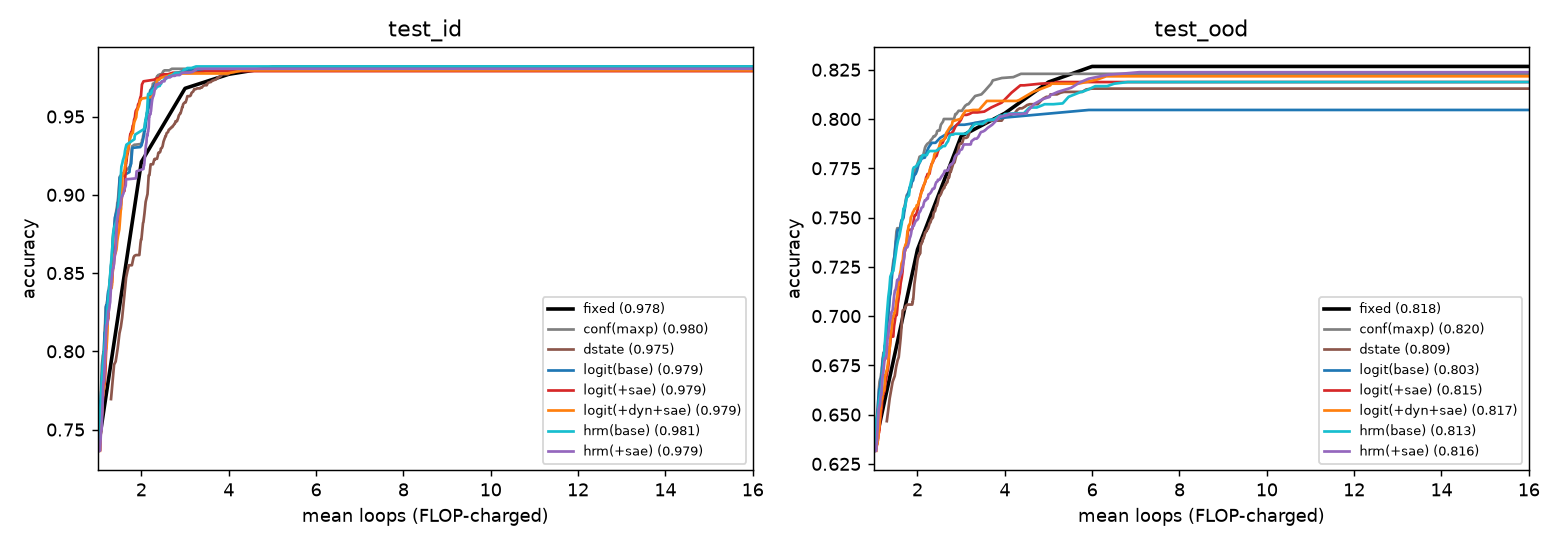 test_id
accuracy
0.95
0.90
0.85
0.80
0.75
2 4 6 8 10 12 14 16
mean loops (FLOP-charged)
fixed (0.978)
conf(maxp) (0.980)
dstate (0.975)
logit(base) (0.979)
logit(+sae) (0.979)
logit(+dyn+sae) (0.979)
hrm(base) (0.981)
hrm(+sae) (0.979)
test_ood
accuracy
0.825
0.800
0.775
0.750
0.725
0.700
0.675
0.650
0.625
2 4 6 8 10 12 14 16
mean loops (FLOP-charged)
fixed (0.818)
conf(maxp) (0.820)
dstate (0.809)
logit(base) (0.803)
logit(+sae) (0.815)
logit(+dyn+sae) (0.817)
hrm(base) (0.813)
hrm(+sae) (0.816)